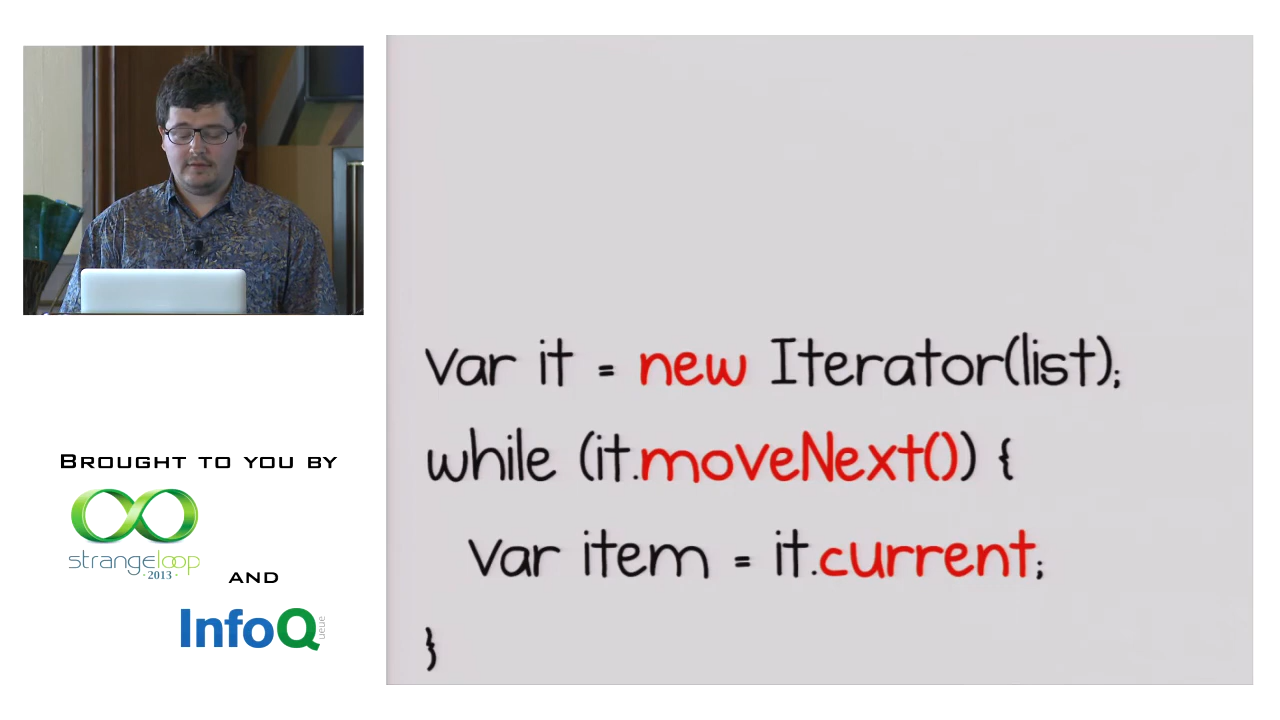 var it = new Iterator(list);
while (it.moveNext()) {
var item = it.current;
}
BROUGHT TO YOU BY
strangeloop
·2013·
AND
InfoQ
ueue